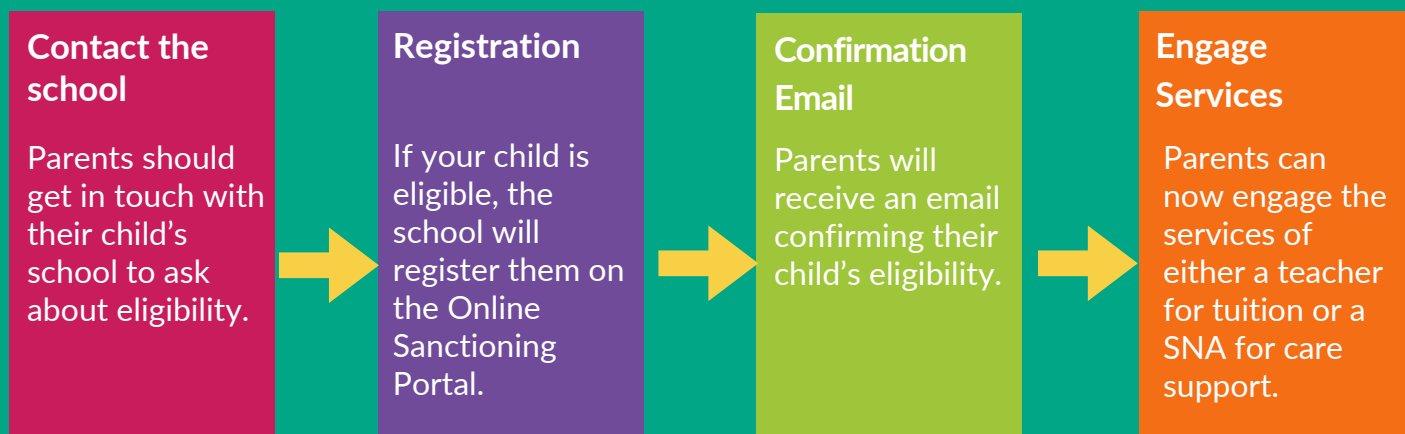 Contact the
school
Parents should
get in touch with
their child’s
school to ask
about eligibility.
Registration
If your child is
eligible, the
school will
register them on
the Online
Sanctioning
Portal.
Confirmation
Email
Parents will
receive an email
confirming their
child’s eligibility.
Engage
Services
Parents can
now engage the
services of
either a teacher
for tuition or a
SNA for care
support.